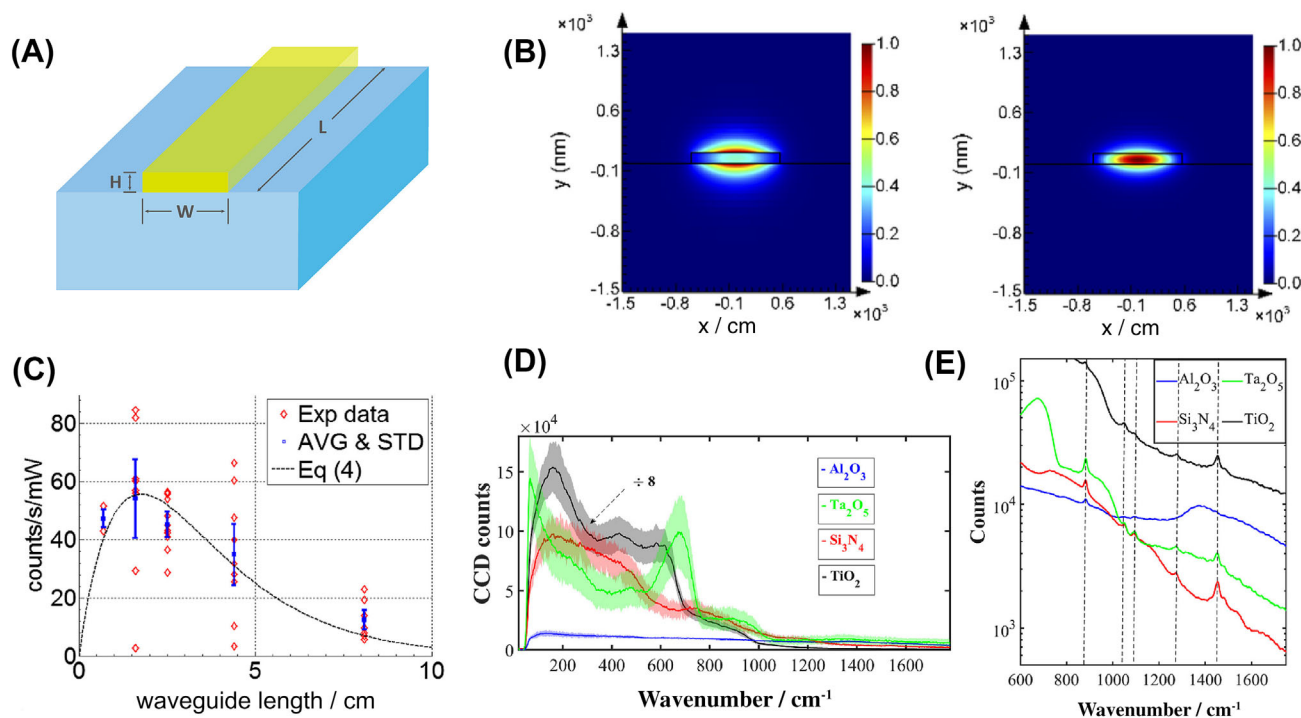 (A)
L
H
W
(B)
×10³
1.3
0.6
-0.1
-0.8
-1.5
y (nm)
-1.5 -0.8 -0.1 0.6 1.3
×10³
x / cm
1.0
0.8
0.6
0.4
0.2
0.0
×10³
1.3
0.6
-0.1
-0.8
-1.5
y (nm)
-1.5 -0.8 -0.1 0.6 1.3
×10³
x / cm
1.0
0.8
0.6
0.4
0.2
0.0
(C)
counts/s/mW
80
60
40
20
0
0 5 10
waveguide length / cm
Exp data
AVG & STD
Eq (4)
(D)
×10⁴
CCD counts
15
10
5
0
200 400 600 800 1000 1200 1400 1600
Wavenumber / cm⁻¹
÷ 8
- Al₂O₃
- Ta₂O₅
- Si₃N₄
- TiO₂
(E)
Counts
10⁵
10⁴
10³
600 800 1000 1200 1400 1600
Wavenumber / cm⁻¹
Al₂O₃ Ta₂O₅
Si₃N₄ TiO₂